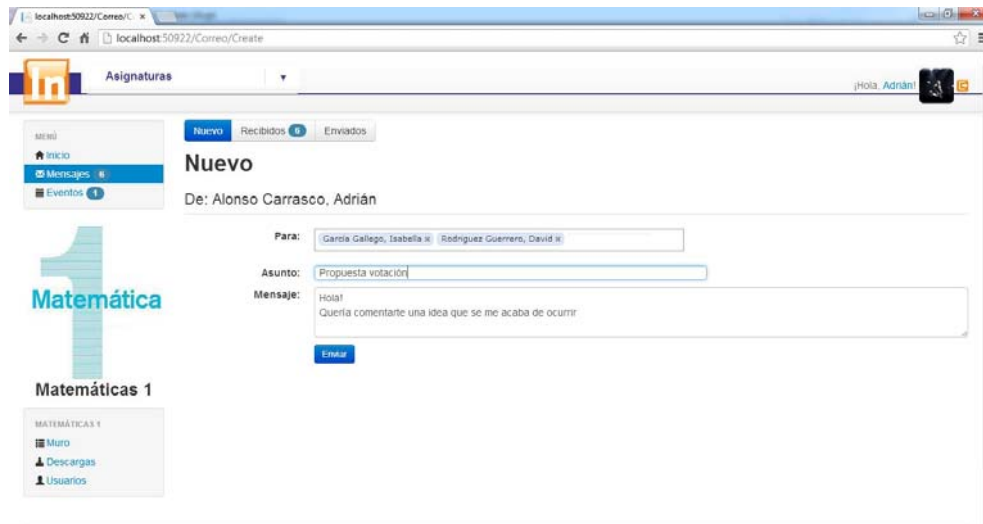 localhost:50922/Correo/C
localhost:50922/Correo/Create
In
Asignaturas
¡Hola, Adrián!
MENÚ
Inicio
Mensajes 6
Eventos 1
Nuevo Recibidos 6 Enviados
Nuevo
De: Alonso Carrasco, Adrián
Para: García Gallego, Isabella x Rodriguez Guerrero, David x
Asunto: Propuesta votación
Mensaje: Hola!
Quería comentarte una idea que se me acaba de ocurrir
Enviar
1
Matemática
Matemáticas 1
MATEMÁTICAS 1
Muro
Descargas
Usuarios